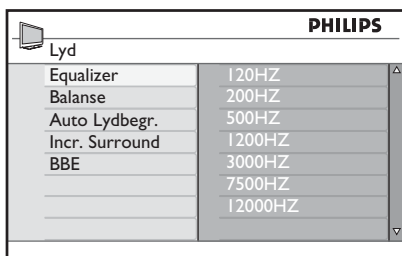 PHILIPS
Lyd
Equalizer 120HZ
Balanse 200HZ
Auto Lydbegr. 500HZ
Incr. Surround 1200HZ
BBE 3000HZ
7500HZ
12000HZ